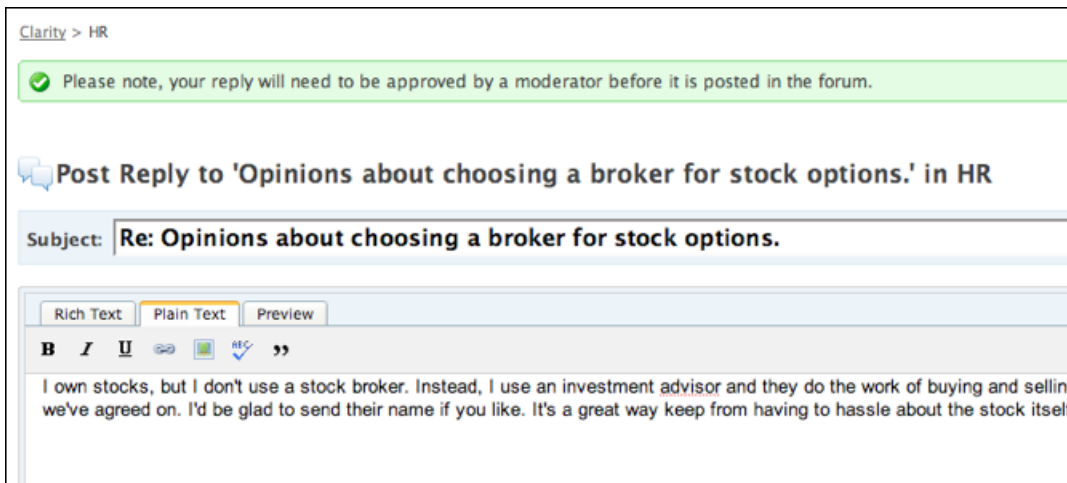 Clarity > HR
Please note, your reply will need to be approved by a moderator before it is posted in the forum.
Post Reply to 'Opinions about choosing a broker for stock options.' in HR
Subject: Re: Opinions about choosing a broker for stock options.
Rich Text Plain Text Preview
B I U ABC ”
I own stocks, but I don't use a stock broker. Instead, I use an investment advisor and they do the work of buying and sellin
we've agreed on. I'd be glad to send their name if you like. It's a great way keep from having to hassle about the stock itsel